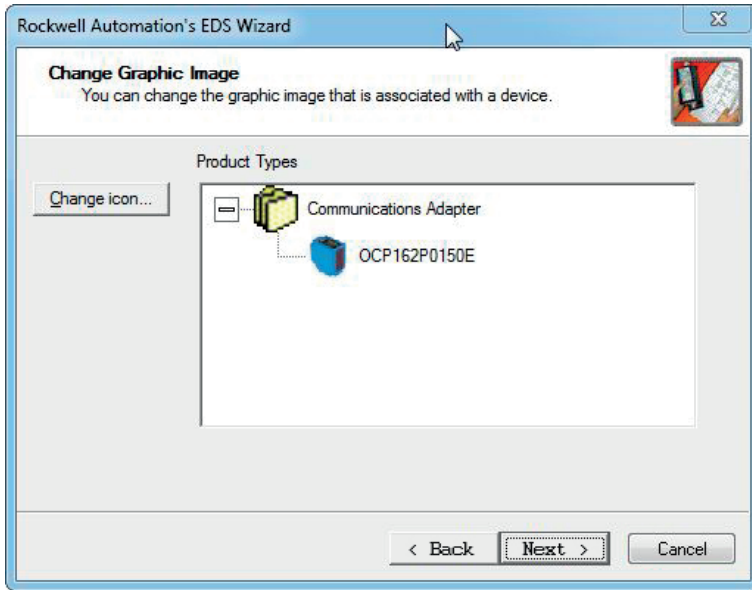 Rockwell Automation's EDS Wizard
Change Graphic Image
You can change the graphic image that is associated with a device.
Product Types
Change icon...
Communications Adapter
OCP162P0150E
< Back Next > Cancel